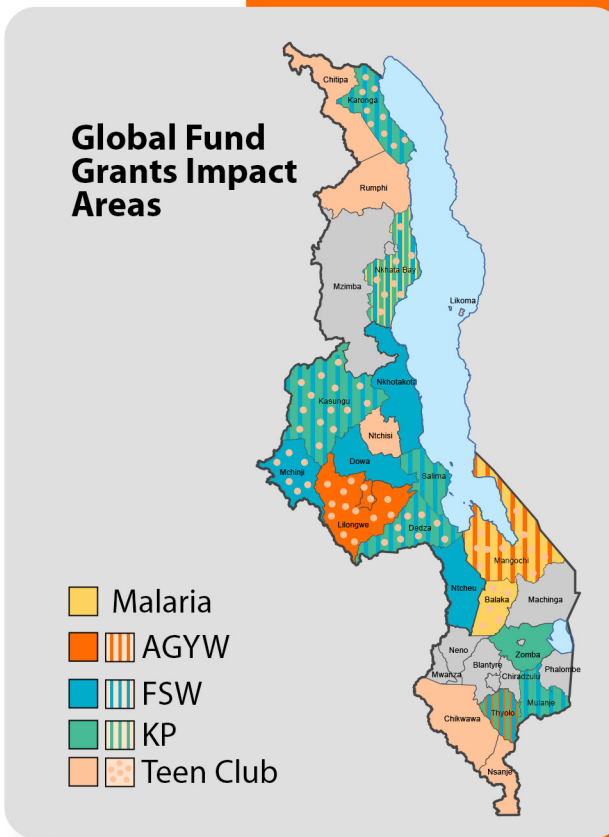 Global Fund
Grants Impact
Areas
Chitipa
Karonga
Rumphi
Nkhata Bay
Mzimba
Likoma
Nkhotakota
Kasungu
Ntchisi
Dowa
Mchinji
Salima
Lilongwe
Dedza
Mangochi
Ntcheu
Balaka
Machinga
Neno
Zomba
Blantyre
Phalombe
Mwanza
Chiradzulu
Mulanje
Thyolo
Chikwawa
Nsanje
Malaria
AGYW
FSW
KP
Teen Club